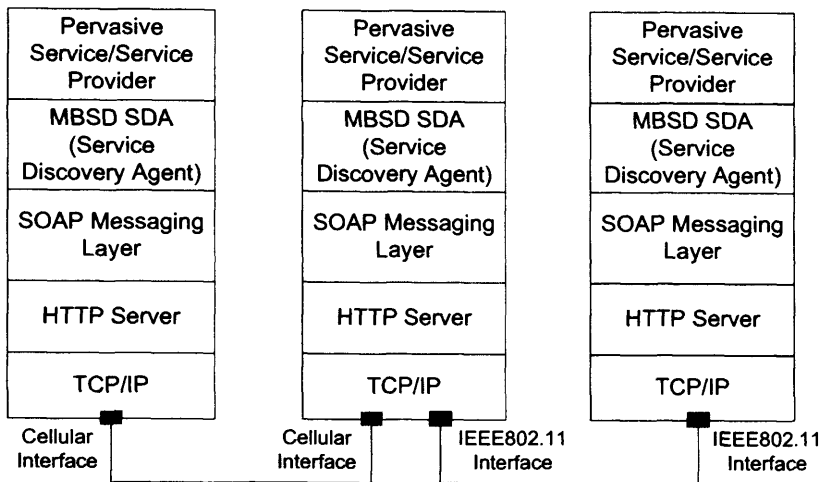 Pervasive
Service/Service
Provider
MBSD SDA
(Service
Discovery Agent)
SOAP Messaging
Layer
HTTP Server
TCP/IP
Cellular
Interface
Pervasive
Service/Service
Provider
MBSD SDA
(Service
Discovery Agent)
SOAP Messaging
Layer
HTTP Server
TCP/IP
Cellular
Interface
IEEE802.11
Interface
Pervasive
Service/Service
Provider
MBSD SDA
(Service
Discovery Agent)
SOAP Messaging
Layer
HTTP Server
TCP/IP
IEEE802.11
Interface